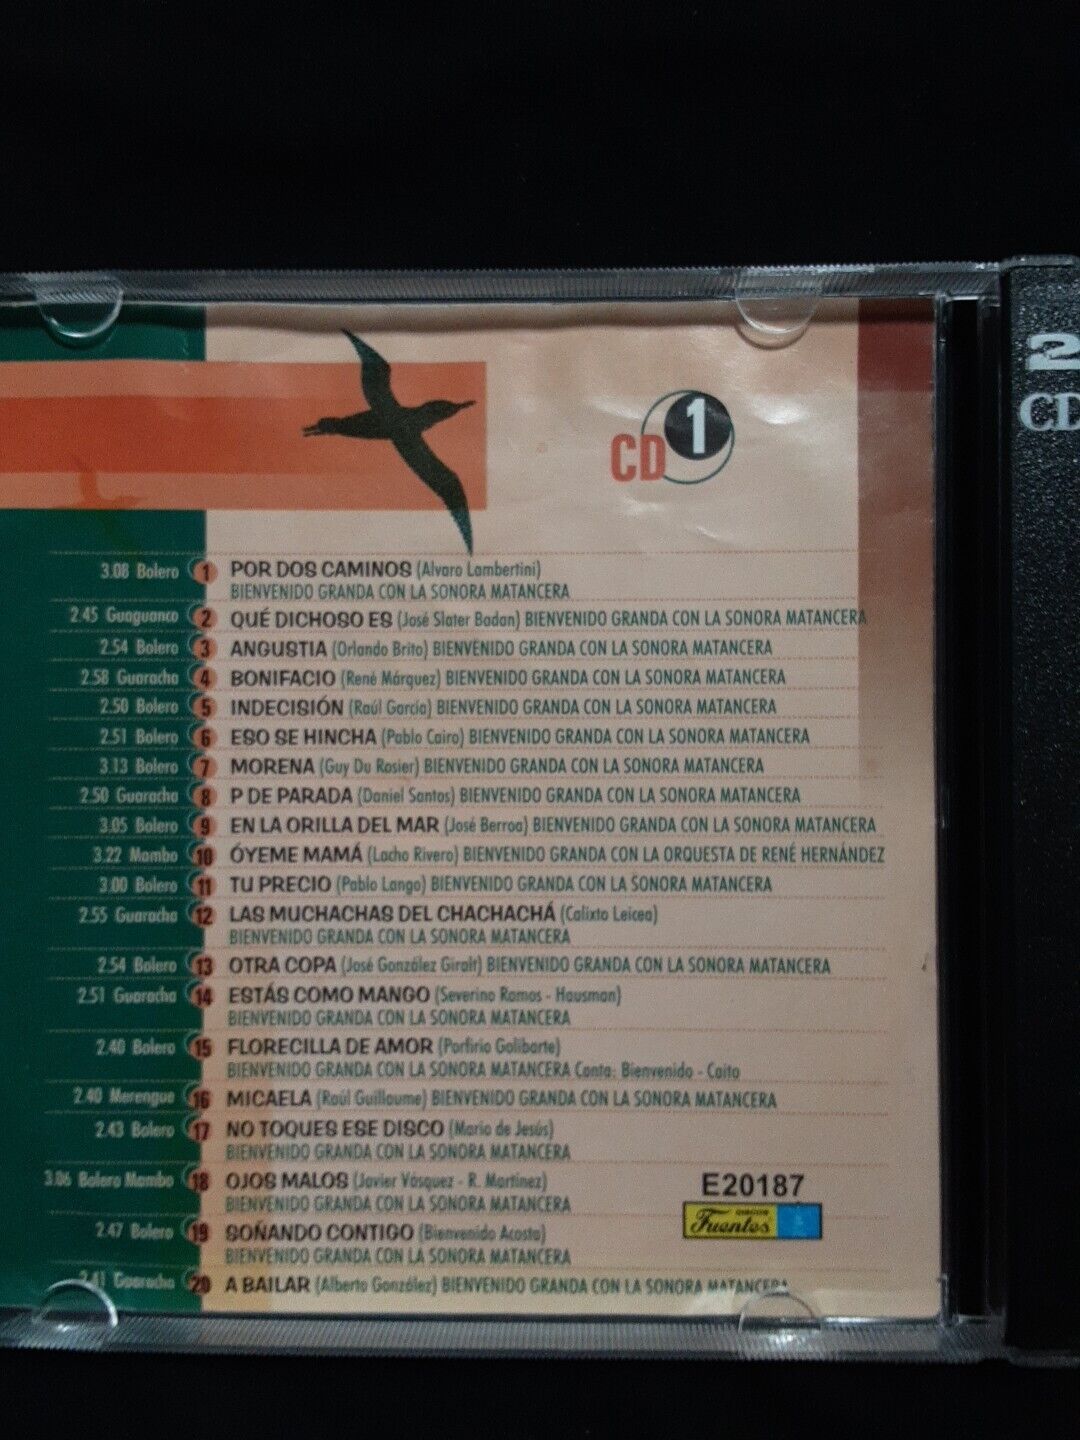 2
CD
CD 1
3.08 Bolero 1 POR DOS CAMINOS (Alvaro Lambertini)
BIENVENIDO GRANDA CON LA SONORA MATANCERA
2.45 Guaguanco 2 QUÉ DICHOSO ES (José Slater Badan) BIENVENIDO GRANDA CON LA SONORA MATANCERA
2.54 Bolero 3 ANGUSTIA (Orlando Brito) BIENVENIDO GRANDA CON LA SONORA MATANCERA
2.58 Guaracha 4 BONIFACIO (René Márquez) BIENVENIDO GRANDA CON LA SONORA MATANCERA
2.50 Bolero 5 INDECISIÓN (Raúl García) BIENVENIDO GRANDA CON LA SONORA MATANCERA
2.51 Bolero 6 ESO SE HINCHA (Pablo Cairo) BIENVENIDO GRANDA CON LA SONORA MATANCERA
3.13 Bolero 7 MORENA (Guy Du Rosier) BIENVENIDO GRANDA CON LA SONORA MATANCERA
2.50 Guaracha 8 P DE PARADA (Daniel Santos) BIENVENIDO GRANDA CON LA SONORA MATANCERA
3.05 Bolero 9 EN LA ORILLA DEL MAR (José Berroa) BIENVENIDO GRANDA CON LA SONORA MATANCERA
3.22 Mambo 10 ÓYEME MAMÁ (Lacho Rivero) BIENVENIDO GRANDA CON LA ORQUESTA DE RENÉ HERNÁNDEZ
3.00 Bolero 11 TU PRECIO (Pablo Lango) BIENVENIDO GRANDA CON LA SONORA MATANCERA
2.55 Guaracha 12 LAS MUCHACHAS DEL CHACHACHÁ (Calixto Leicea)
BIENVENIDO GRANDA CON LA SONORA MATANCERA
2.54 Bolero 13 OTRA COPA (José González Giralt) BIENVENIDO GRANDA CON LA SONORA MATANCERA
2.51 Guaracha 14 ESTÁS COMO MANGO (Severino Ramos - Hausman)
BIENVENIDO GRANDA CON LA SONORA MATANCERA
2.40 Bolero 15 FLORECILLA DE AMOR (Porfirio Golibarte)
BIENVENIDO GRANDA CON LA SONORA MATANCERA Canta: Bienvenido - Caito
2.40 Merengue 16 MICAELA (Raúl Guillaume) BIENVENIDO GRANDA CON LA SONORA MATANCERA
2.43 Bolero 17 NO TOQUES ESE DISCO (Mario de Jesús)
BIENVENIDO GRANDA CON LA SONORA MATANCERA
3.06 Bolero Mambo 18 OJOS MALOS (Javier Vásquez - R. Martínez)
BIENVENIDO GRANDA CON LA SONORA MATANCERA
2.47 Bolero 19 SOÑANDO CONTIGO (Bienvenido Acosta)
BIENVENIDO GRANDA CON LA SONORA MATANCERA
2.41 Guaracha 20 A BAILAR (Alberto González) BIENVENIDO GRANDA CON LA SONORA MATANCERA
E20187
DISCOS
Fuentes